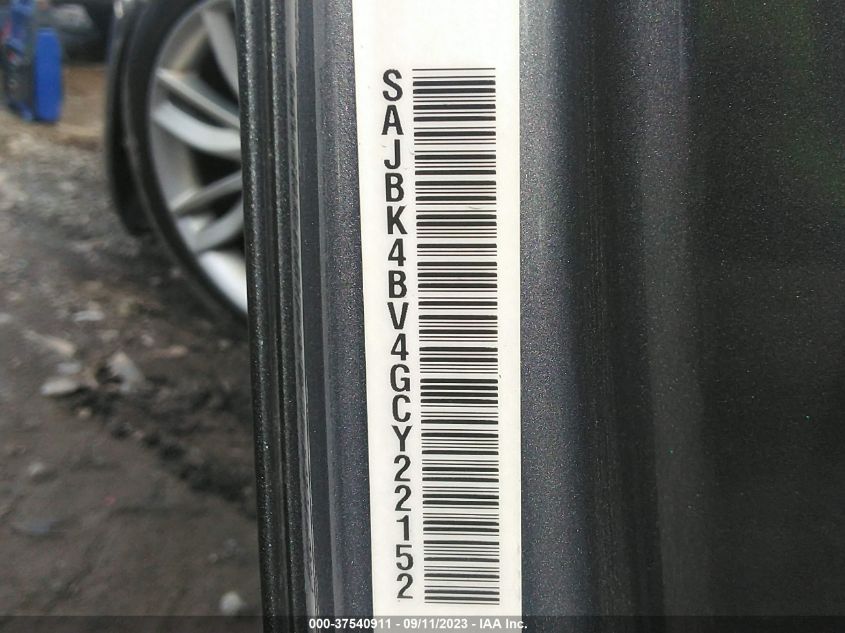 SAJBK4BV4GCY22152
000-37540911 - 09/11/2023 - IAA Inc.